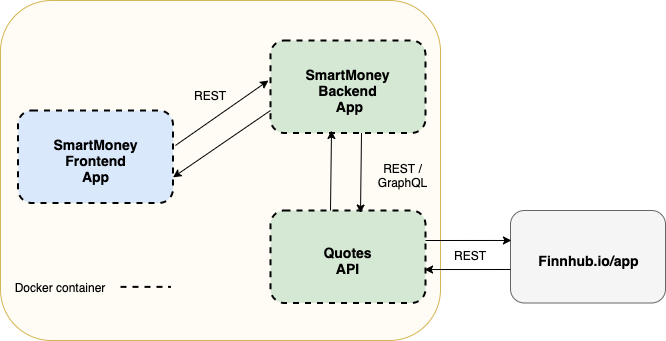 SmartMoney
Backend
App
REST
SmartMoney
Frontend
App
REST /
GraphQL
Quotes
API
REST
Finnhub.io/app
Docker container